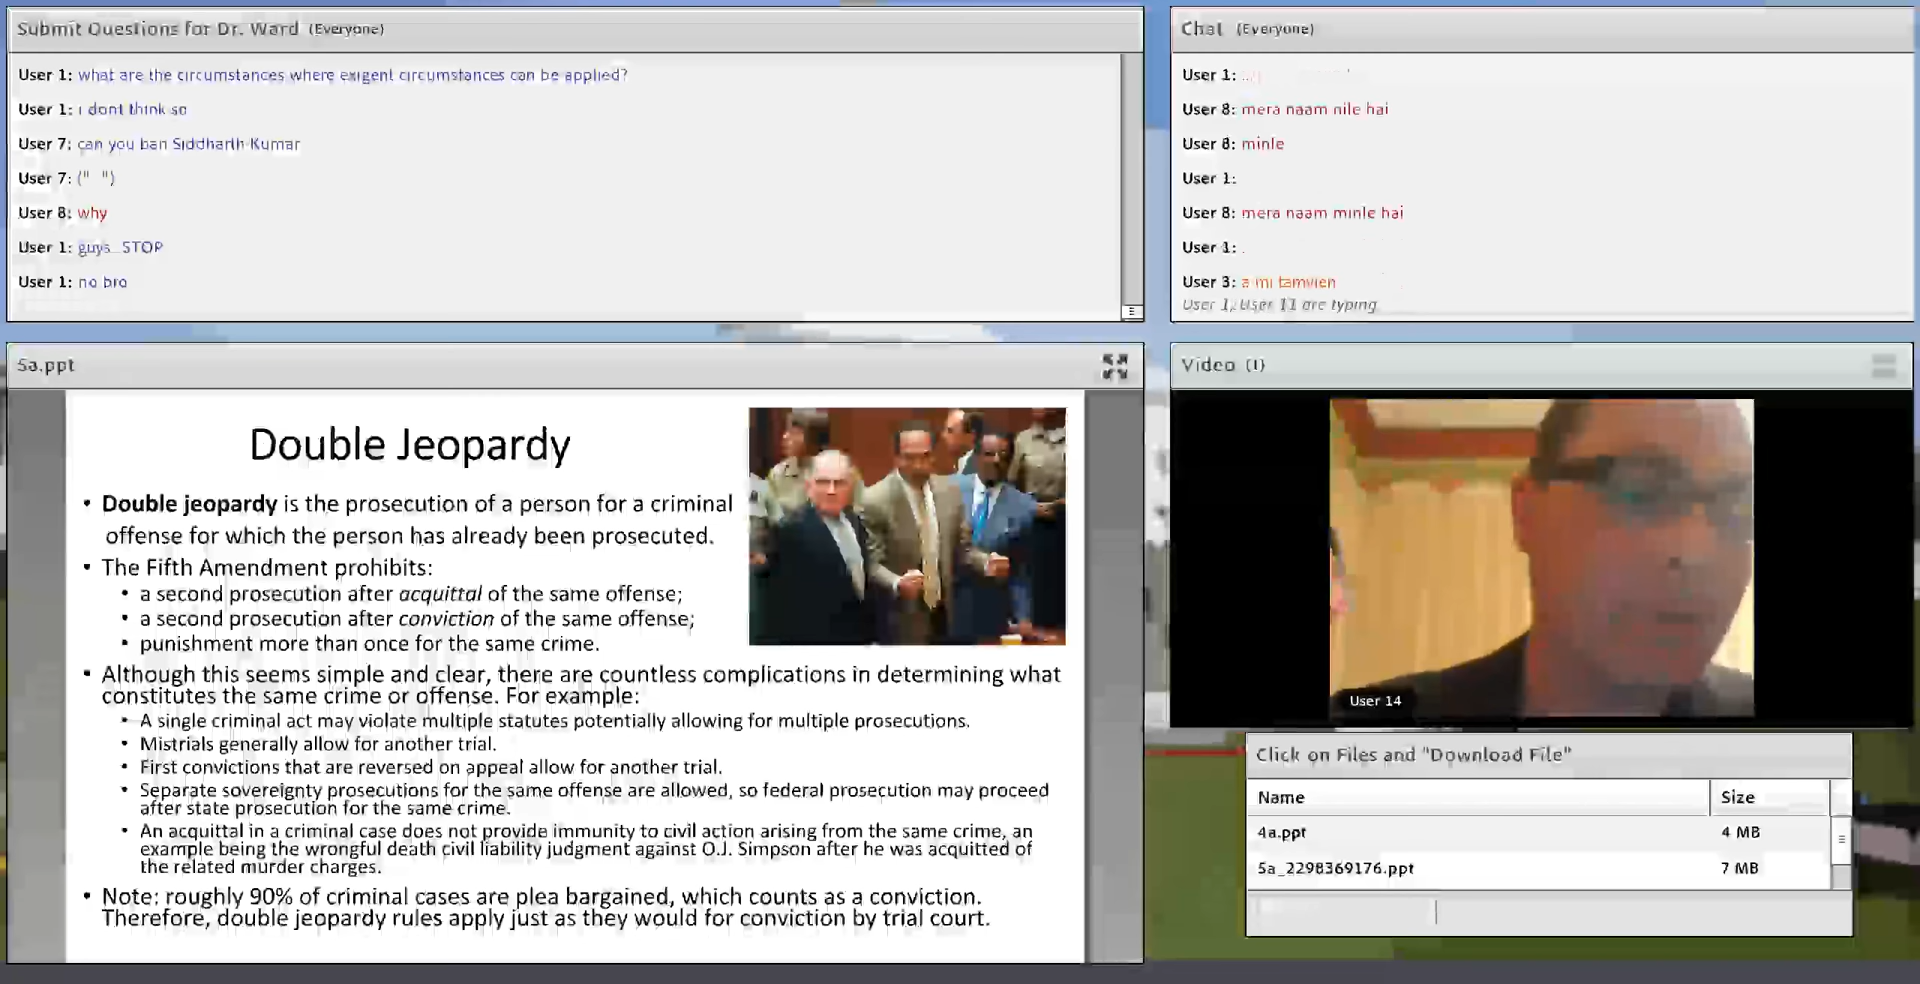 Submit Questions for Dr. Ward (Everyone)
User 1: what are the circumstances where exigent circumstances can be applied?
User 1: i dont think so
User 7: can you ban Siddharth Kumar
User 7: (" ")
User 8: why
User 1: guys STOP
User 1: no bro
Chat (Everyone)
User 1:
User 8: mera naam nile hai
User 8: minle
User 1:
User 8: mera naam minle hai
User 1: .
User 3: a mi tamvien
User 1, User 11 are typing
5a.ppt
Double Jeopardy
• Double jeopardy is the prosecution of a person for a criminal
offense for which the person has already been prosecuted.
• The Fifth Amendment prohibits:
• a second prosecution after acquittal of the same offense;
• a second prosecution after conviction of the same offense;
• punishment more than once for the same crime.
• Although this seems simple and clear, there are countless complications in determining what
constitutes the same crime or offense. For example:
• A single criminal act may violate multiple statutes potentially allowing for multiple prosecutions.
• Mistrials generally allow for another trial.
• First convictions that are reversed on appeal allow for another trial.
• Separate sovereignty prosecutions for the same offense are allowed, so federal prosecution may proceed
after state prosecution for the same crime.
• An acquittal in a criminal case does not provide immunity to civil action arising from the same crime, an
example being the wrongful death civil liability judgment against O.J. Simpson after he was acquitted of
the related murder charges.
• Note: roughly 90% of criminal cases are plea bargained, which counts as a conviction.
Therefore, double jeopardy rules apply just as they would for conviction by trial court.
Video (1)
User 14
Click on Files and "Download File"
Name Size
4a.ppt 4 MB
5a_2298369176.ppt 7 MB